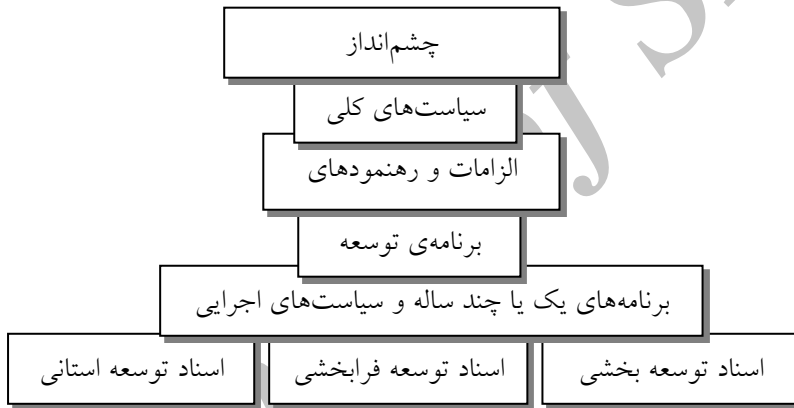 چشم‌انداز
سیاست‌های کلی
الزامات و رهنمودهای
برنامه‌ی توسعه
برنامه‌های یک یا چند ساله و سیاست‌های اجرایی
اسناد توسعه بخشی
اسناد توسعه فرابخشی
اسناد توسعه استانی